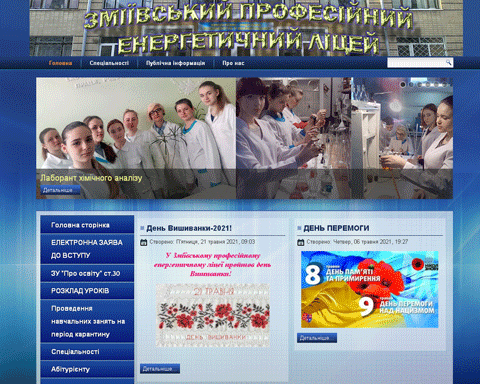 ЗМІЇВСЬКИЙ ПРОФЕСІЙНИЙ
ЕНЕРГЕТИЧНИЙ ЛІЦЕЙ
Головна Спеціальності Публічна інформація Про нас
Лаборант хімічного аналізу
Детальніше...
Головна сторінка
ЕЛЕКТРОННА ЗАЯВА
ДО ВСТУПУ
ЗУ "Про освіту" ст.30
РОЗКЛАД УРОКІВ
Проведення
навчальних занять на
період карантину
Спеціальності
Абітурієнту
День Вишиванки-2021!
Створено: П'ятниця, 21 травня 2021, 09:03
У Зміївському професійному
енергетичному ліцеї пройшов день
Вишиванки!
21 ТРАВНЯ
ДЕНЬ ВИШИВАНКИ
Детальніше...
ДЕНЬ ПЕРЕМОГИ
Створено: Четвер, 06 травня 2021, 19:27
8 травня
ДЕНЬ ПАМ'ЯТІ
ТА ПРИМИРЕННЯ
9 травня
ДЕНЬ ПЕРЕМОГИ
НАД НАЦИЗМОМ
Детальніше...